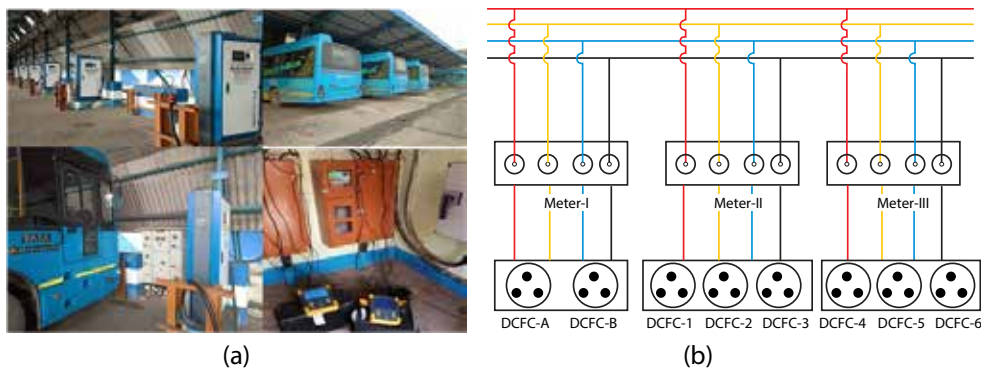 Meter-I Meter-II Meter-III
DCFC-A DCFC-B DCFC-1 DCFC-2 DCFC-3 DCFC-4 DCFC-5 DCFC-6
(a) (b)